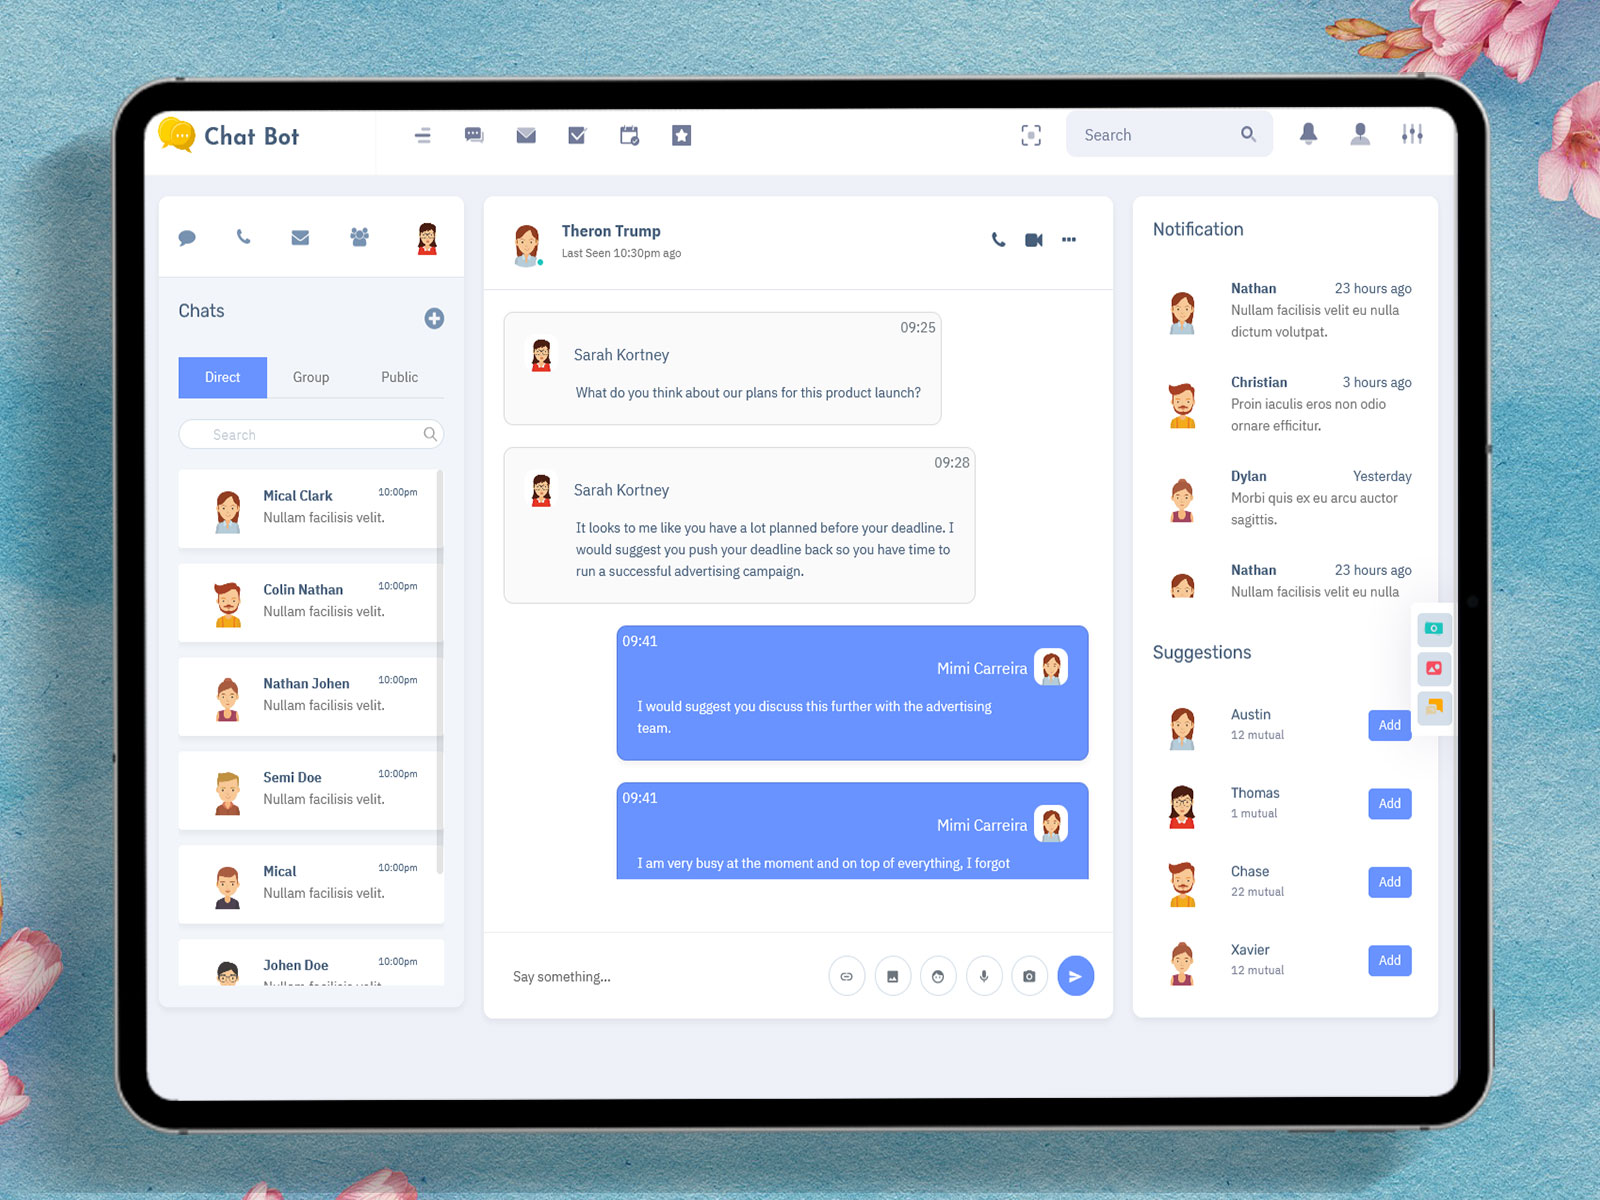 Chat Bot
Search
Chats
Direct
Group
Public
Search
Mical Clark
10:00pm
Nullam facilisis velit.
Colin Nathan
10:00pm
Nullam facilisis velit.
Nathan Johen
10:00pm
Nullam facilisis velit.
Semi Doe
10:00pm
Nullam facilisis velit.
Mical
10:00pm
Nullam facilisis velit.
Johen Doe
10:00pm
Nullam facilisis velit.
Theron Trump
Last Seen 10:30pm ago
09:25
Sarah Kortney
What do you think about our plans for this product launch?
09:28
Sarah Kortney
It looks to me like you have a lot planned before your deadline. I
would suggest you push your deadline back so you have time to
run a successful advertising campaign.
09:41
Mimi Carreira
I would suggest you discuss this further with the advertising
team.
09:41
Mimi Carreira
I am very busy at the moment and on top of everything, I forgot
Say something...
Notification
Nathan
23 hours ago
Nullam facilisis velit eu nulla
dictum volutpat.
Christian
3 hours ago
Proin iaculis eros non odio
ornare efficitur.
Dylan
Yesterday
Morbi quis ex eu arcu auctor
sagittis.
Nathan
23 hours ago
Nullam facilisis velit eu nulla
Suggestions
Austin
12 mutual
Add
Thomas
1 mutual
Add
Chase
22 mutual
Add
Xavier
12 mutual
Add